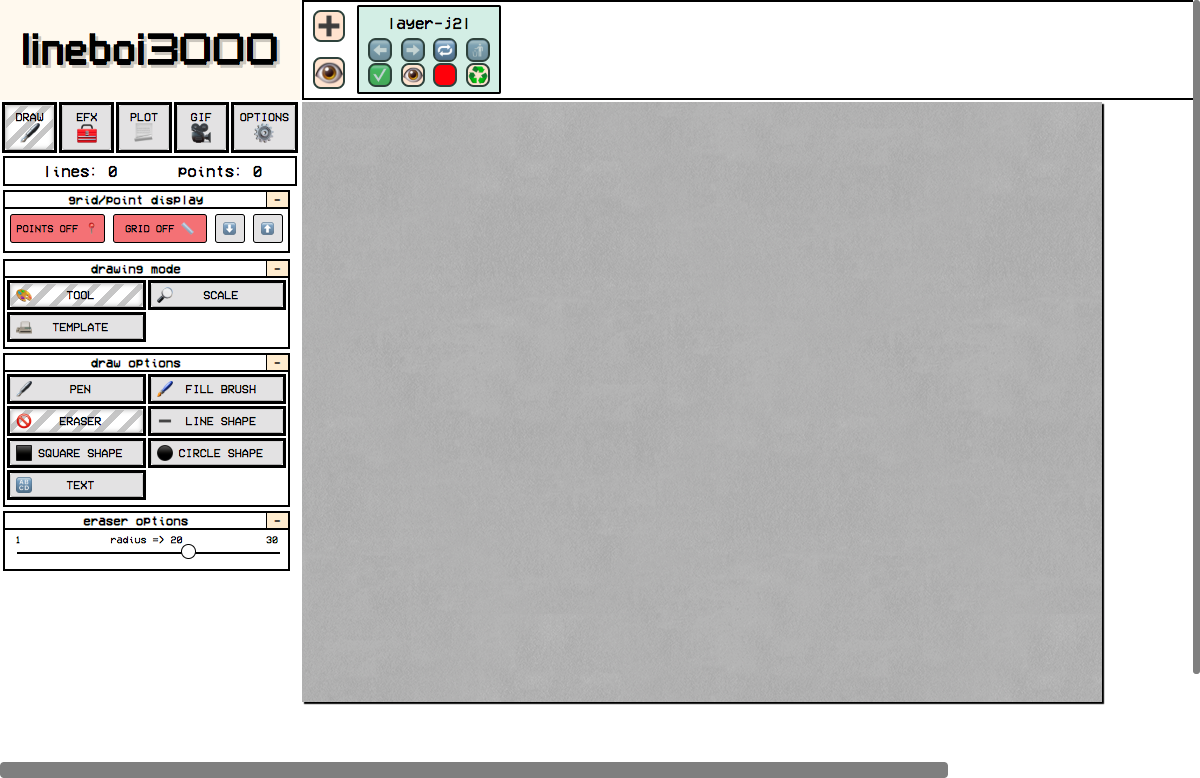 lineboi3000
layer-j2l
DRAW
EFX
PLOT
GIF
OPTIONS
lines: 0 points: 0
grid/point display
-
POINTS OFF
GRID OFF
drawing mode
-
TOOL
SCALE
TEMPLATE
draw options
-
PEN
FILL BRUSH
ERASER
LINE SHAPE
SQUARE SHAPE
CIRCLE SHAPE
TEXT
eraser options
-
1 radius => 20 30